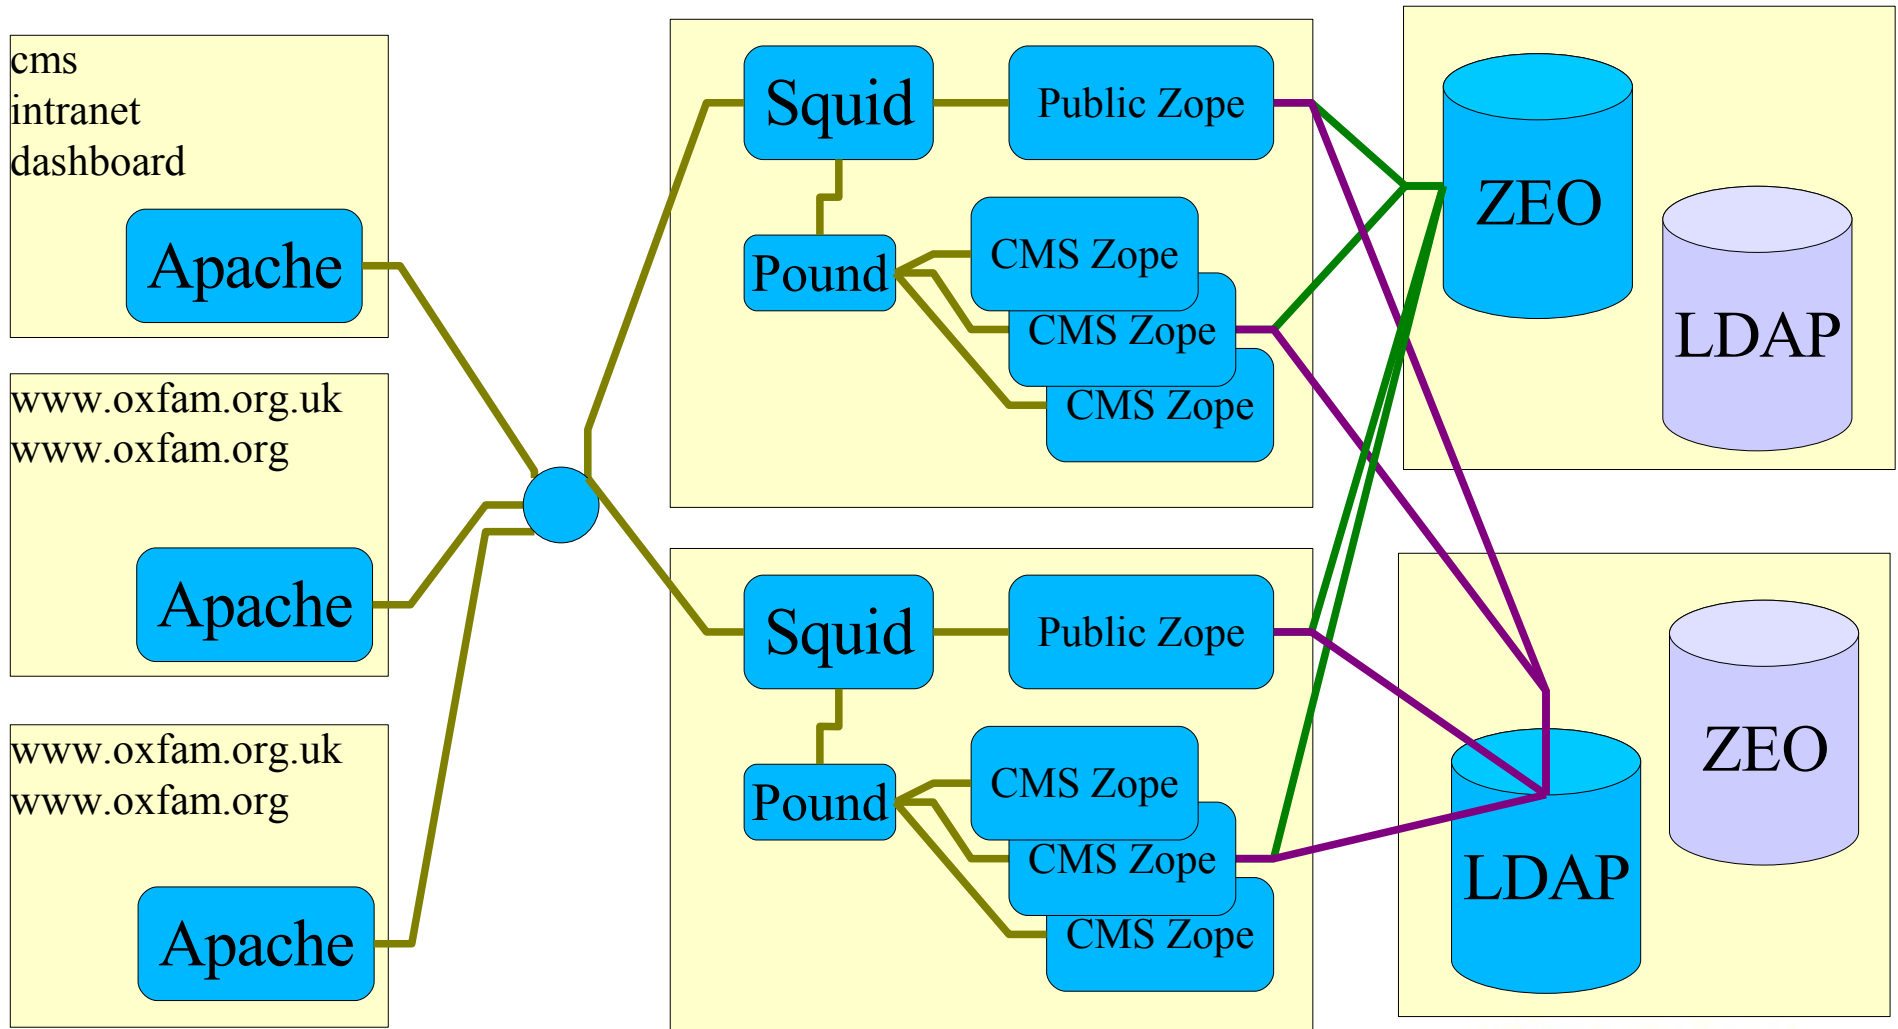 cms
intranet
dashboard
Apache
www.oxfam.org.uk
www.oxfam.org
Apache
www.oxfam.org.uk
www.oxfam.org
Apache
Squid
Public Zope
Pound
CMS Zope
CMS Zope
CMS Zope
Squid
Public Zope
Pound
CMS Zope
CMS Zope
CMS Zope
ZEO
LDAP
ZEO
LDAP